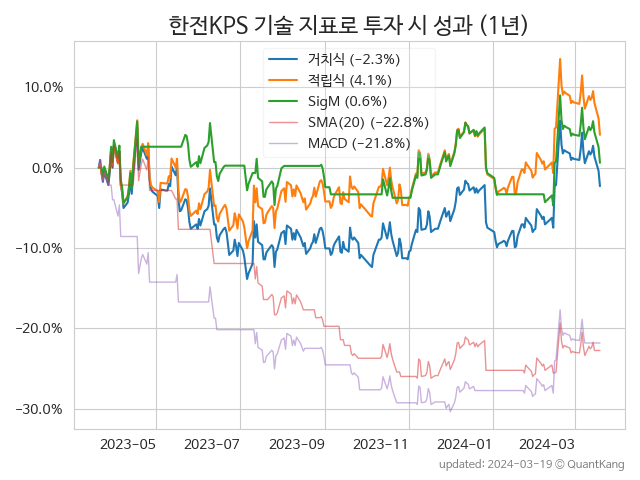 한전KPS 기술 지표로 투자 시 성과 (1년)
거치식 (−2.3%)
적립식 (4.1%)
SigM (0.6%)
SMA(20) (−22.8%)
MACD (−21.8%)
10.0%
0.0%
−10.0%
−20.0%
−30.0%
2023−05
2023−07
2023−09
2023−11
2024−01
2024−03
updated: 2024−03−19 © QuantKang